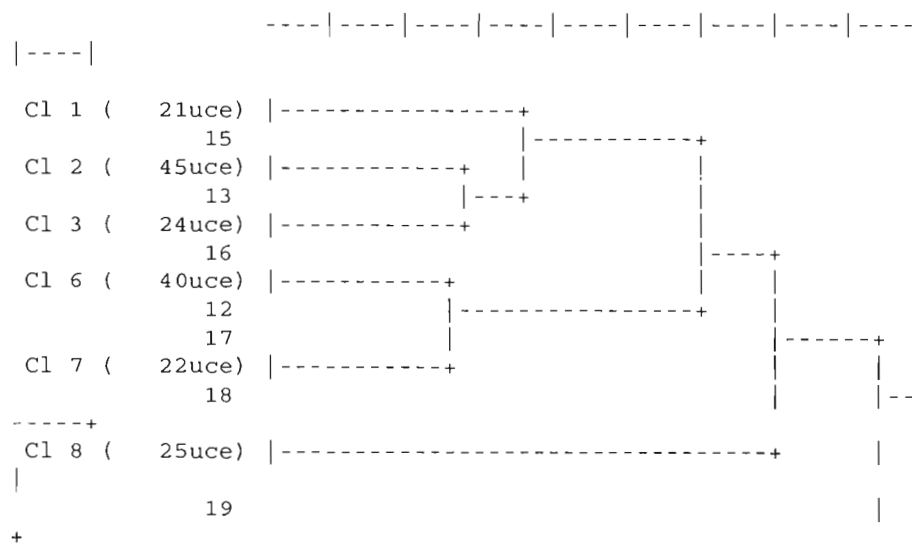 ----|----|----|----|----|----|----|----|----
|----|
Cl 1 (   21uce) |----------------+
             15                  |-----------+
Cl 2 (   45uce) |------------+   |           |
             13              |---+           |
Cl 3 (   24uce) |------------+               |
             16                              |----+
Cl 6 (   40uce) |-----------+                |    |
             12             |----------------+    |
             17             |                     |------+
Cl 7 (   22uce) |-----------+                     |      |
             18                                   |      |--
-----+
Cl 8 (   25uce) |---------------------------------+      |
|
             19                                          |
+